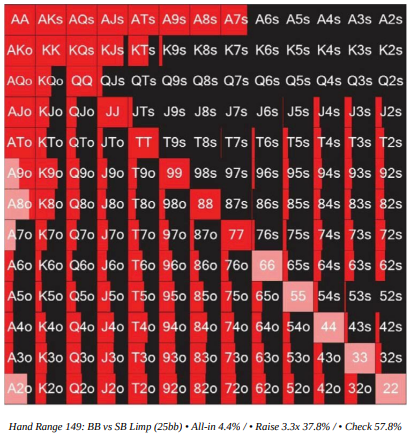 AA AKs AQs AJs ATs A9s A8s A7s A6s A5s A4s A3s A2s
AKo KK KQs KJs KTs K9s K8s K7s K6s K5s K4s K3s K2s
AQo KQo QQ QJs QTs Q9s Q8s Q7s Q6s Q5s Q4s Q3s Q2s
AJo KJo QJo JJ JTs J9s J8s J7s J6s J5s J4s J3s J2s
ATo KTo QTo JTo TT T9s T8s T7s T6s T5s T4s T3s T2s
A9o K9o Q9o J9o T9o 99 98s 97s 96s 95s 94s 93s 92s
A8o K8o Q8o J8o T8o 98o 88 87s 86s 85s 84s 83s 82s
A7o K7o Q7o J7o T7o 97o 87o 77 76s 75s 74s 73s 72s
A6o K6o Q6o J6o T6o 96o 86o 76o 66 65s 64s 63s 62s
A5o K5o Q5o J5o T5o 95o 85o 75o 65o 55 54s 53s 52s
A4o K4o Q4o J4o T4o 94o 84o 74o 64o 54o 44 43s 42s
A3o K3o Q3o J3o T3o 93o 83o 73o 63o 53o 43o 33 32s
A2o K2o Q2o J2o T2o 92o 82o 72o 62o 52o 42o 32o 22
Hand Range 149: BB vs SB Limp (25bb) • All-in 4.4% / • Raise 3.3x 37.8% / • Check 57.8%